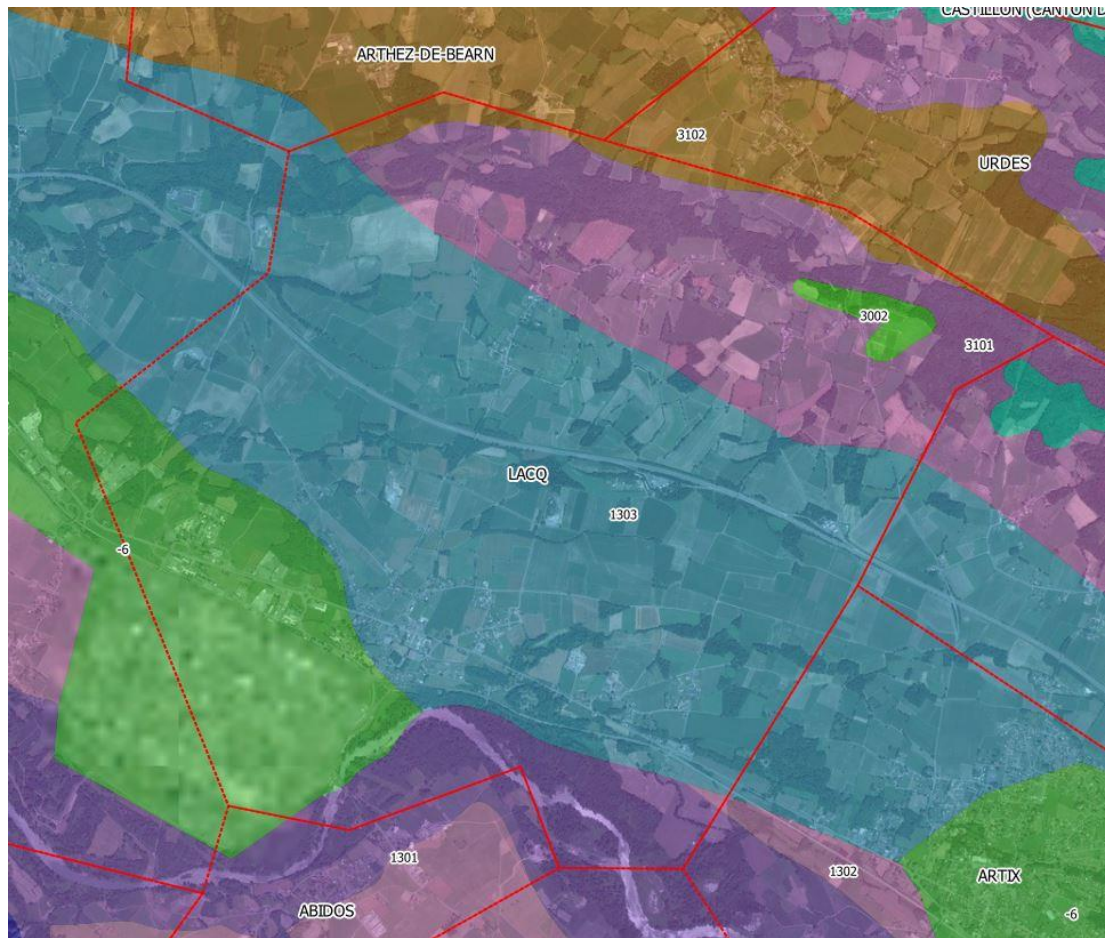 CASTILLON (CANTON D
ARTHEZ-DE-BEARN
3102
URDES
3002
3101
LACQ
1303
-6
1301
1302
ARTIX
ABIDOS
-6